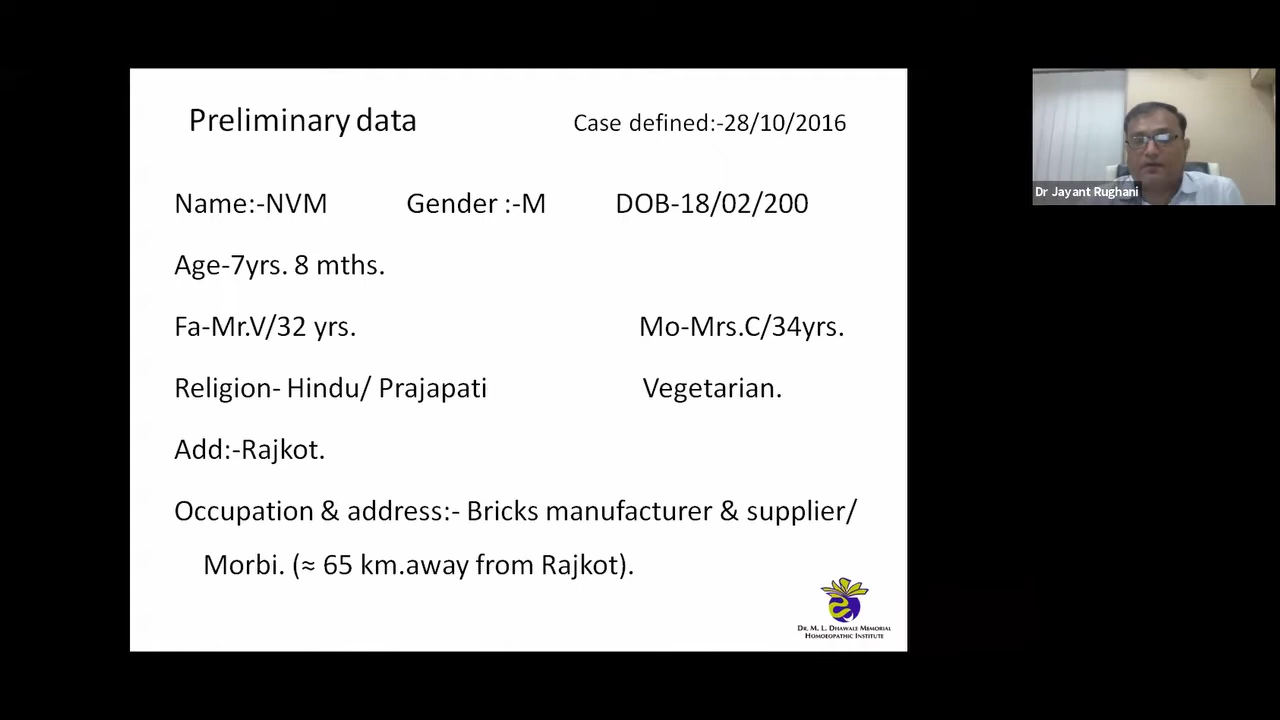 Preliminary data Case defined:-28/10/2016
Name:-NVM Gender :-M DOB-18/02/200
Age-7yrs. 8 mths.
Fa-Mr.V/32 yrs. Mo-Mrs.C/34yrs.
Religion- Hindu/ Prajapati Vegetarian.
Add:-Rajkot.
Occupation & address:- Bricks manufacturer & supplier/
Morbi. (≈ 65 km.away from Rajkot).
DR. M. L. DHAWALE MEMORIAL
HOMOEOPATHIC INSTITUTE
Dr Jayant Rughani